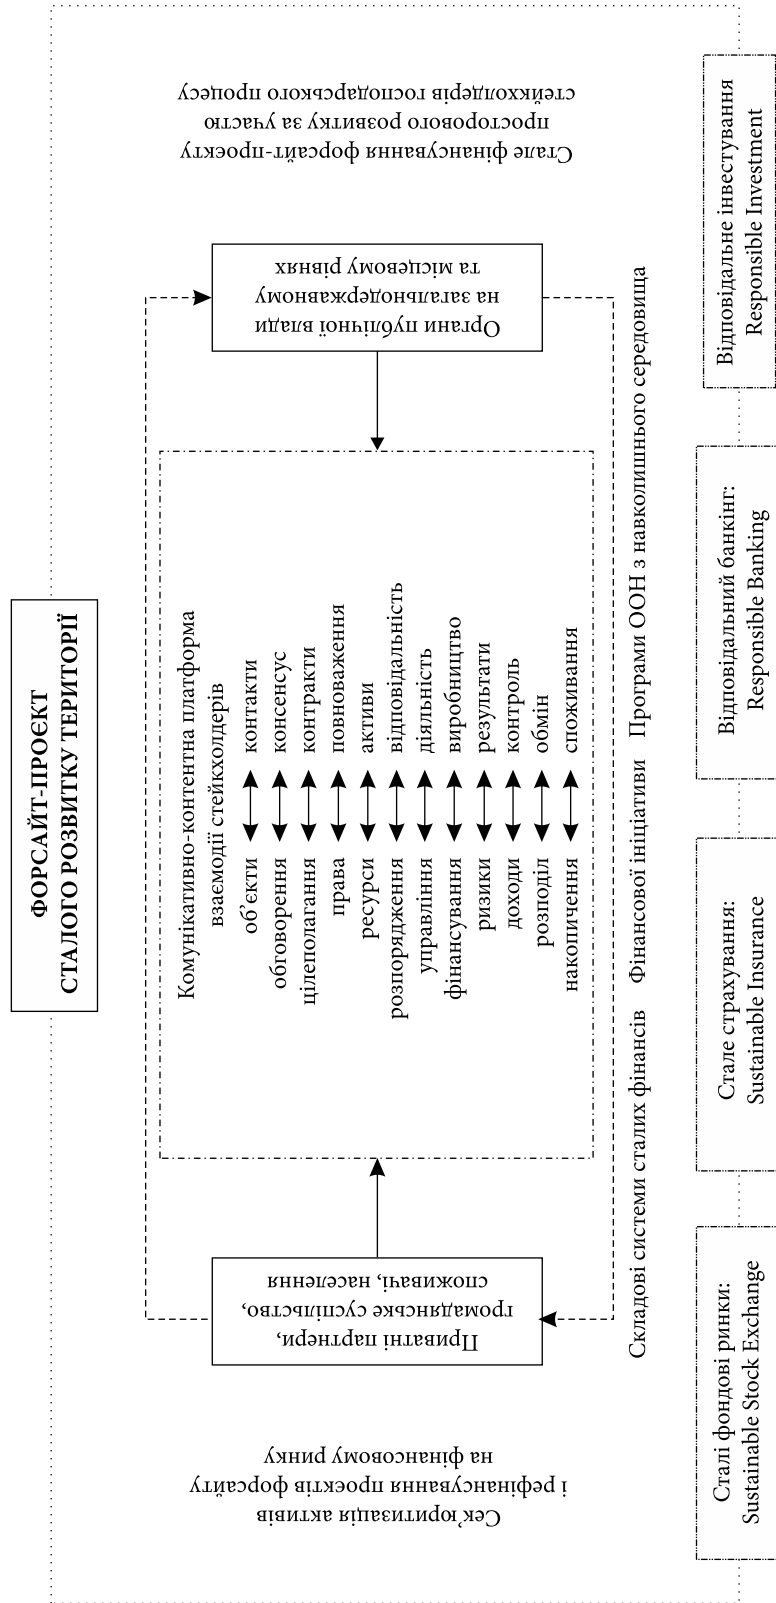 ФОРСАЙТ-ПРОЄКТ
СТАЛОГО РОЗВИТКУ ТЕРИТОРІЇ
Сек’юритизація активів
і рефінансування проєктів форсайту
на фінансовому ринку
Приватні партнери,
громадянське суспільство,
споживачі, населення
Комунікативно-контентна платформа
взаємодії стейкхолдерів
об’єкти контакти
обговорення консенсус
цілеполагання контракти
права повноваження
ресурси активи
розпорядження відповідальність
управління діяльність
фінансування виробництво
ризики результати
доходи контроль
розподіл обмін
накопичення споживання
Органи публічної влади
на загальнодержавному
та місцевому рівнях
Стале фінансування форсайт-проєкту
просторового розвитку за участю
стейкхолдерів господарського процесу
Складові системи сталих фінансів Фінансової ініціативи Програми ООН з навколишнього середовища
Сталі фондові ринки:
Sustainable Stock Exchange
Стале страхування:
Sustainable Insurance
Відповідальний банкінг:
Responsible Banking
Відповідальне інвестування
Responsible Investment